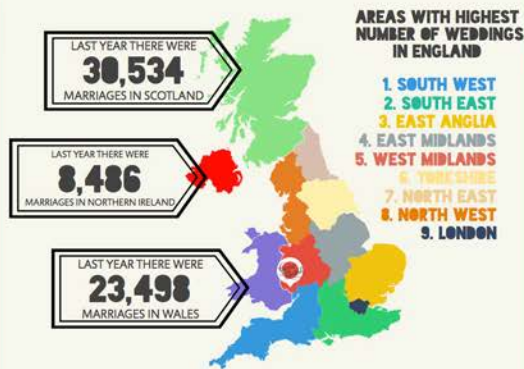 LAST YEAR THERE WERE
30,534
MARRIAGES IN SCOTLAND
LAST YEAR THERE WERE
8,486
MARRIAGES IN NORTHERN IRELAND
LAST YEAR THERE WERE
23,498
MARRIAGES IN WALES
AREAS WITH HIGHEST
NUMBER OF WEDDINGS
IN ENGLAND
1. SOUTH WEST
2. SOUTH EAST
3. EAST ANGLIA
4. EAST MIDLANDS
5. WEST MIDLANDS
6. YORESHIRE
7. NORTH EAST
8. NORTH WEST
9. LONDON